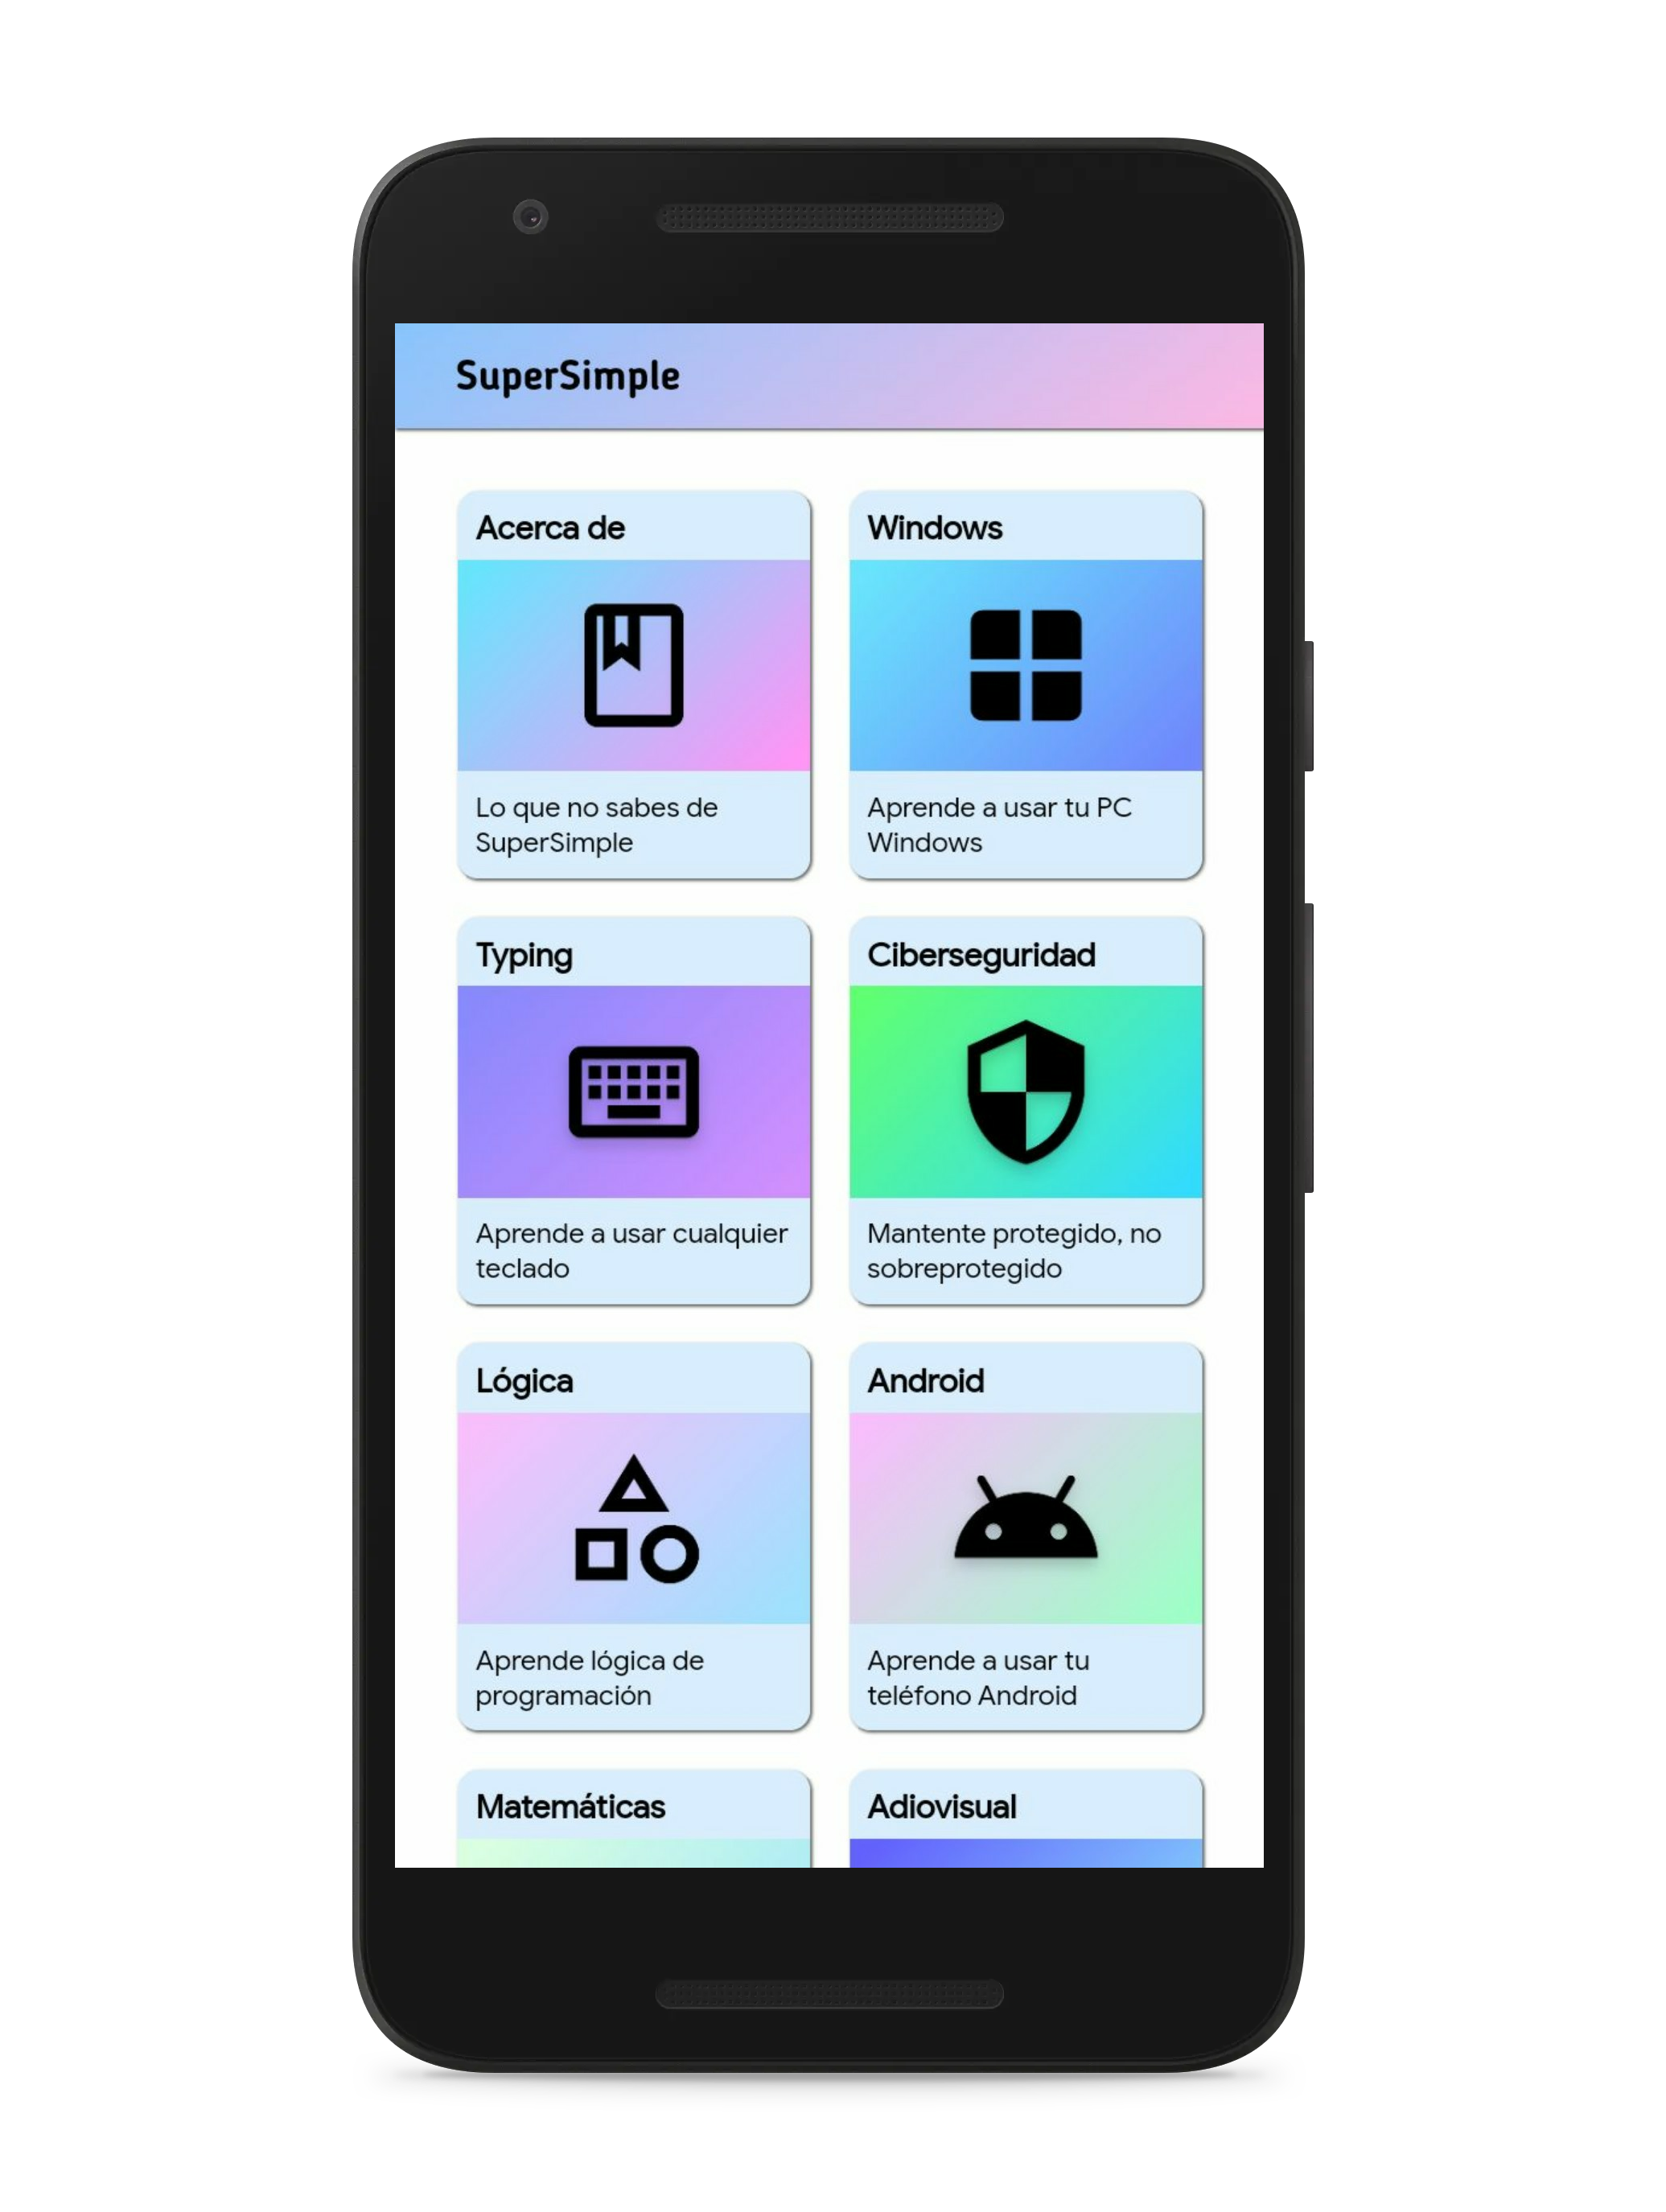 SuperSimple
Acerca de
Lo que no sabes de
SuperSimple
Windows
Aprende a usar tu PC
Windows
Typing
Aprende a usar cualquier
teclado
Ciberseguridad
Mantente protegido, no
sobreprotegido
Lógica
Aprende lógica de
programación
Android
Aprende a usar tu
teléfono Android
Matemáticas
Adiovisual